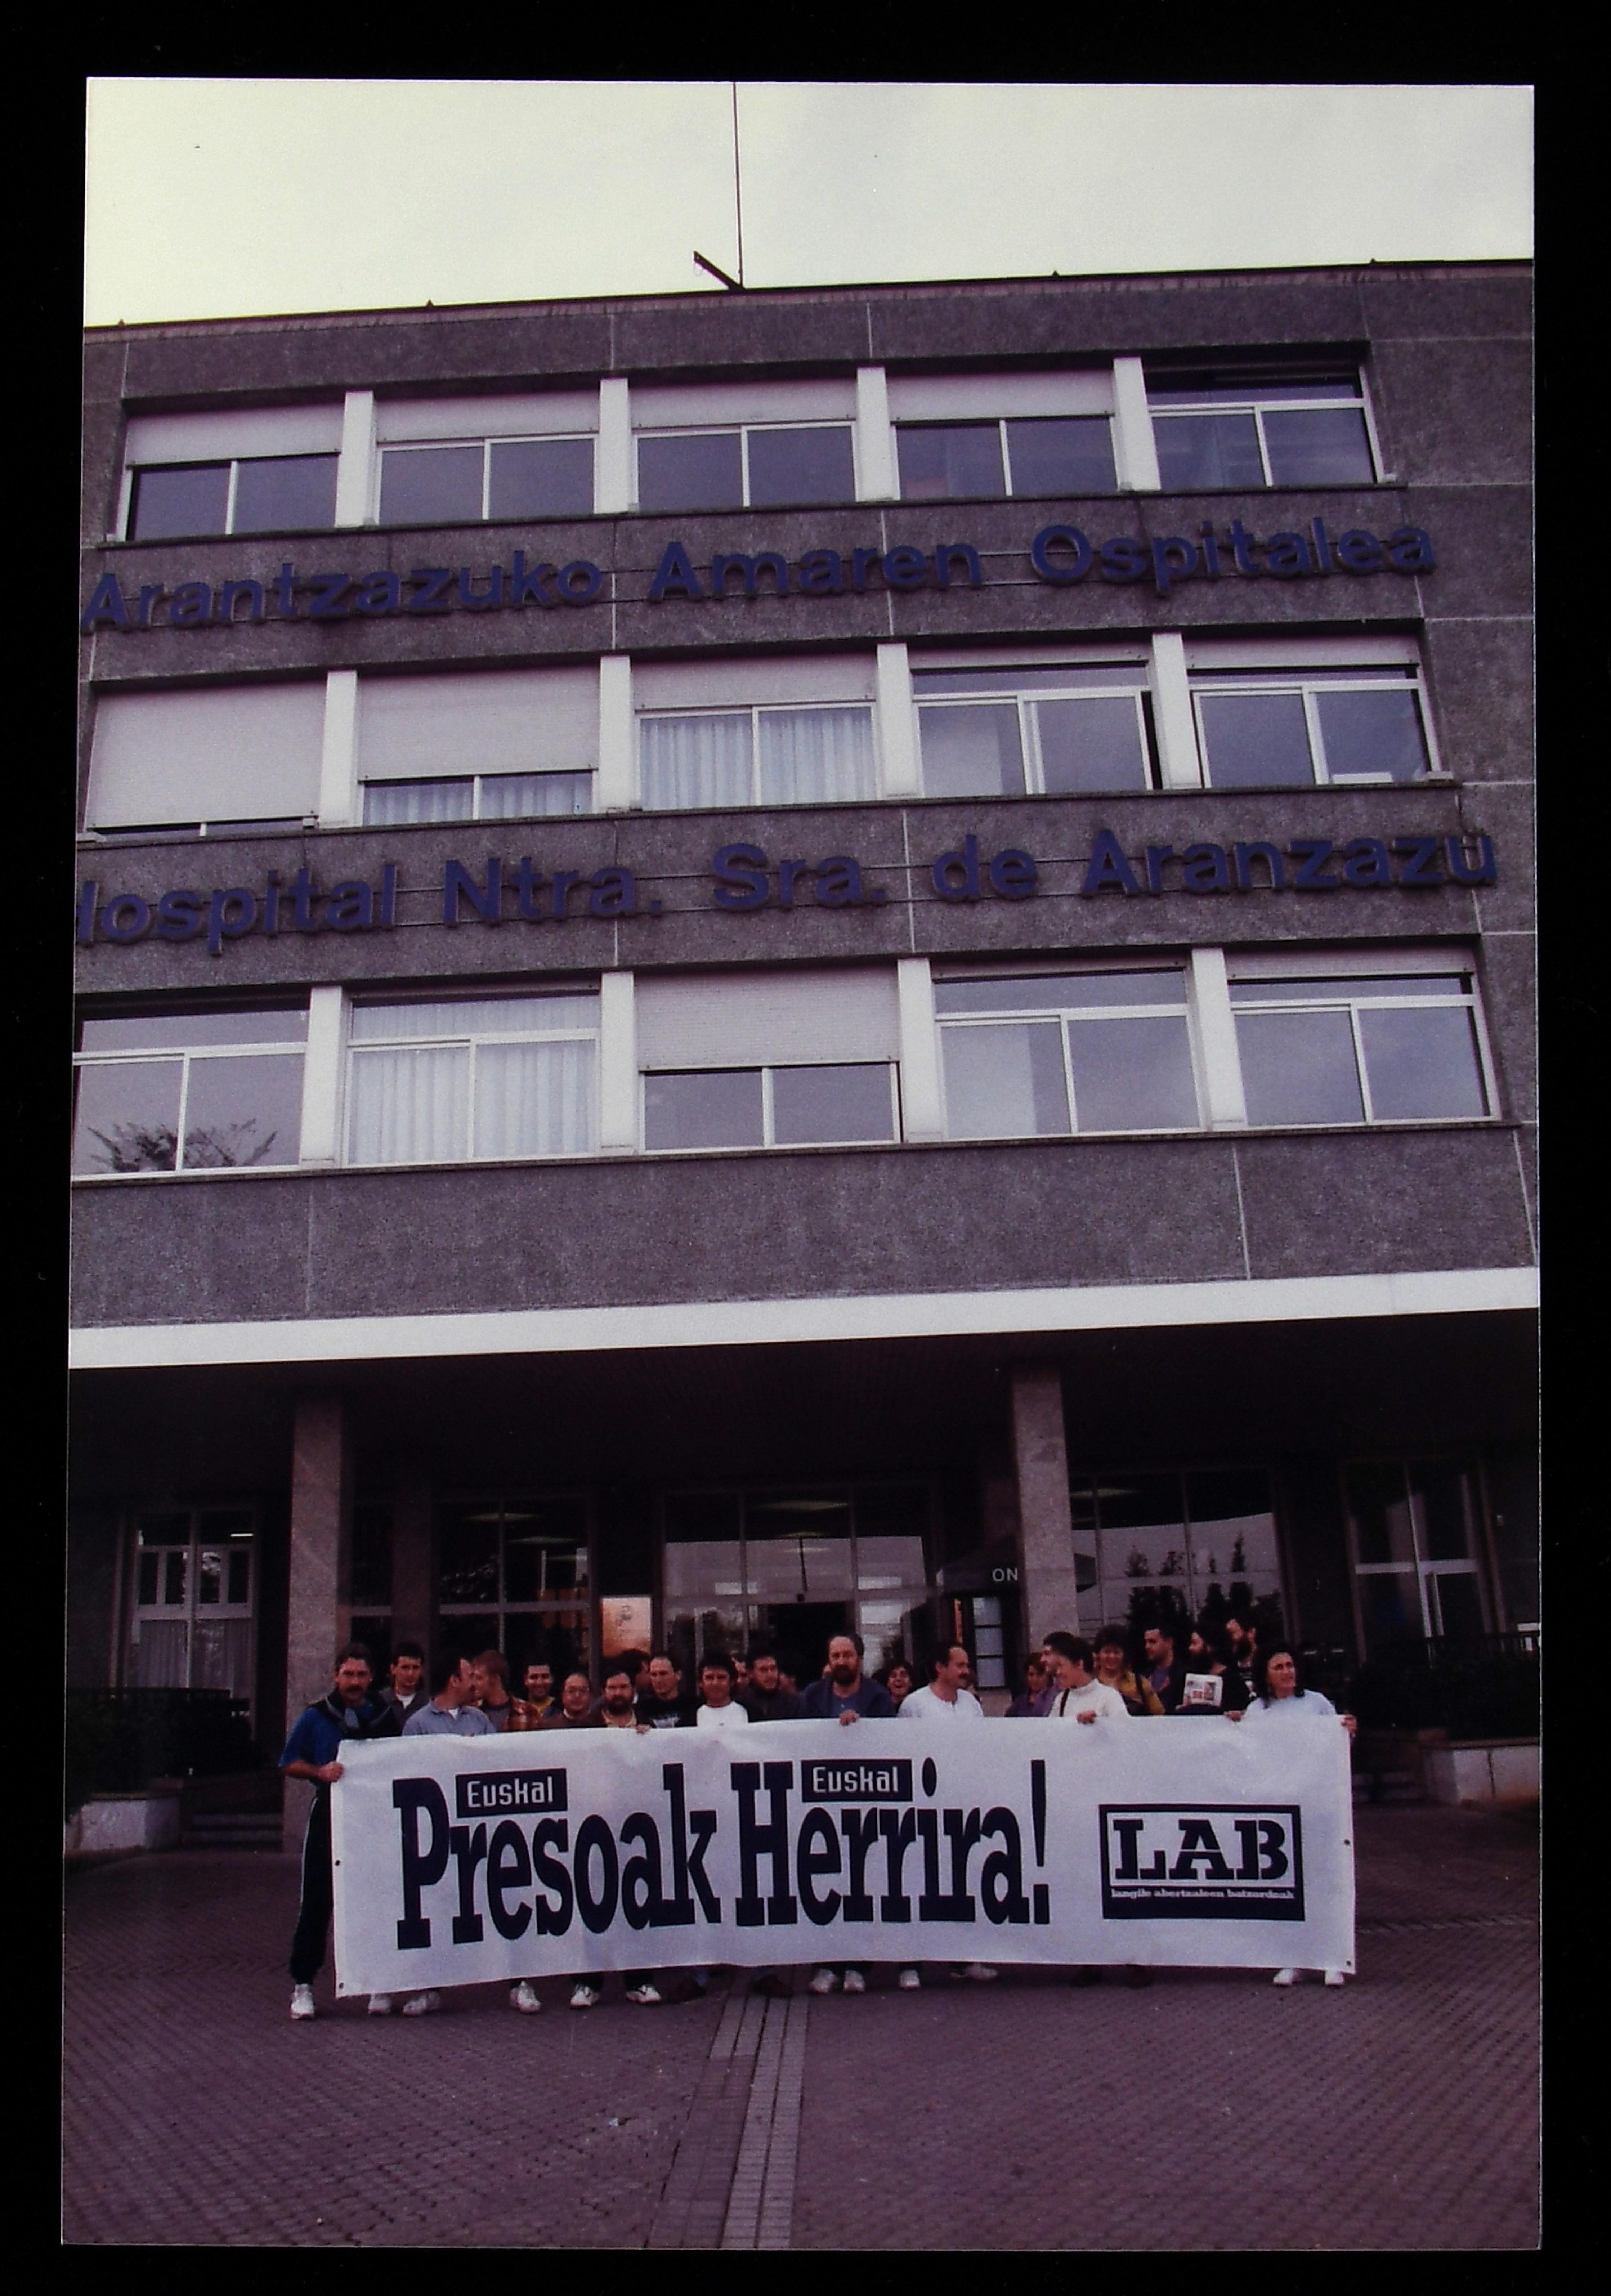 Arantzazuko Amaren Ospitalea
Hospital Ntra. Sra. de Aranzazu
ON
Euskal
Presoak
Euskal
Herrira!
LAB
langile abertzaleen batzordeak